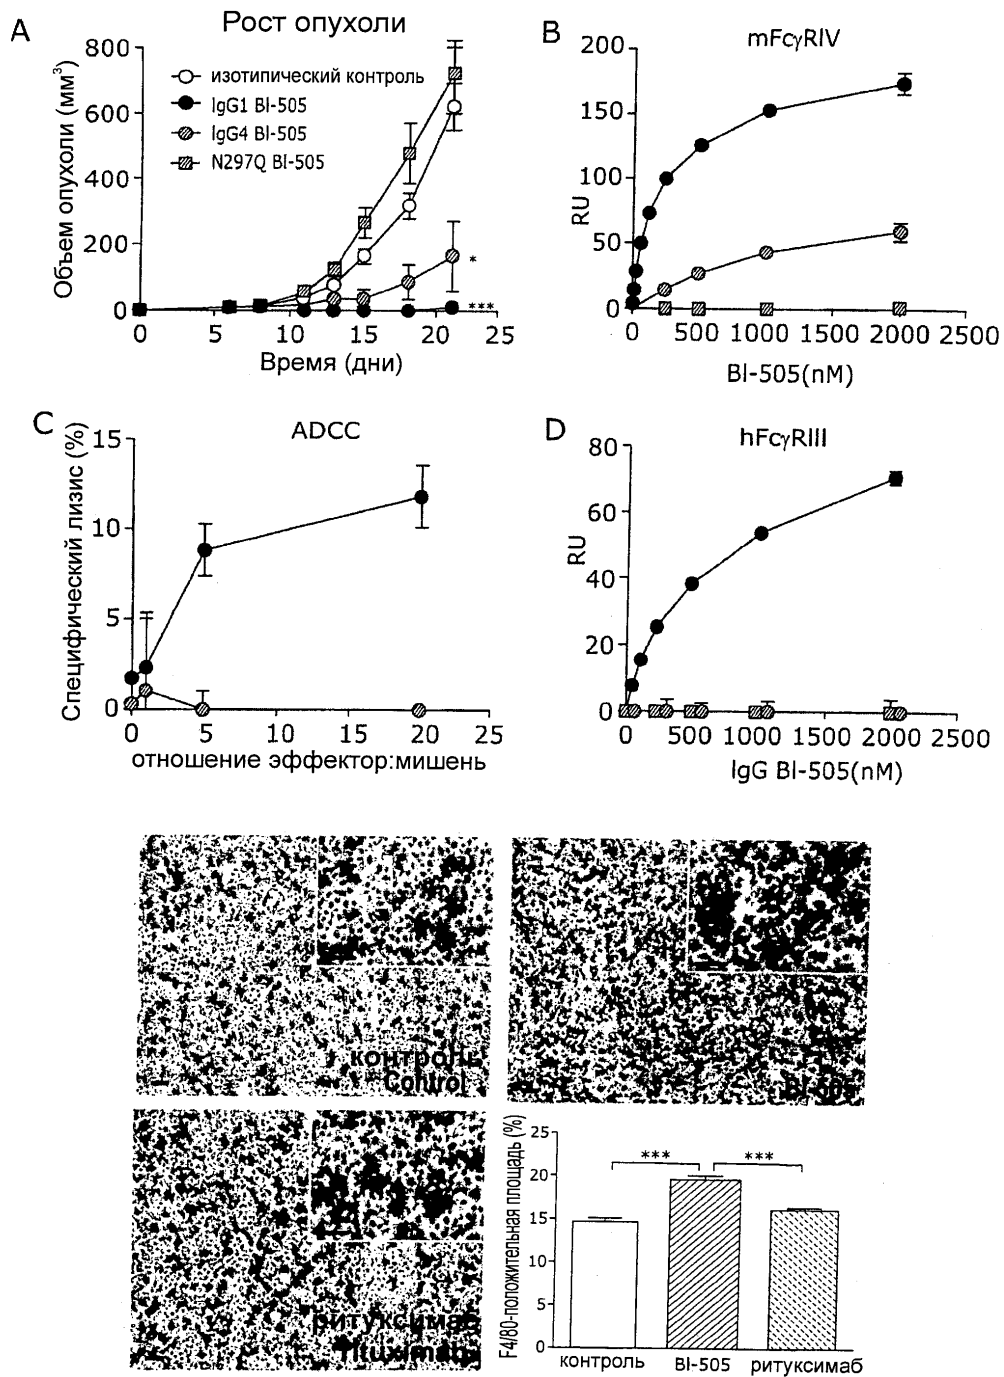 A
Рост опухоли
Объем опухоли (мм³)
800
600
400
200
0
изотипический контроль
IgG1 BI-505
IgG4 BI-505
N297Q BI-505
*
***
0 5 10 15 20 25
Время (дни)
B
mFcγRIV
RU
200
150
100
50
0
0 500 1000 1500 2000 2500
BI-505(nM)
C
ADCC
Специфический лизис (%)
15
10
5
0
0 5 10 15 20 25
отношение эффектор:мишень
D
hFcγRIII
RU
80
60
40
20
0
0 500 1000 1500 2000 2500
IgG BI-505(nM)
контроль
Control
BI-505
ритуксимаб
rituximab
F4/80-положительная площадь (%)
25
20
15
10
5
0
***
***
контроль BI-505 ритуксимаб